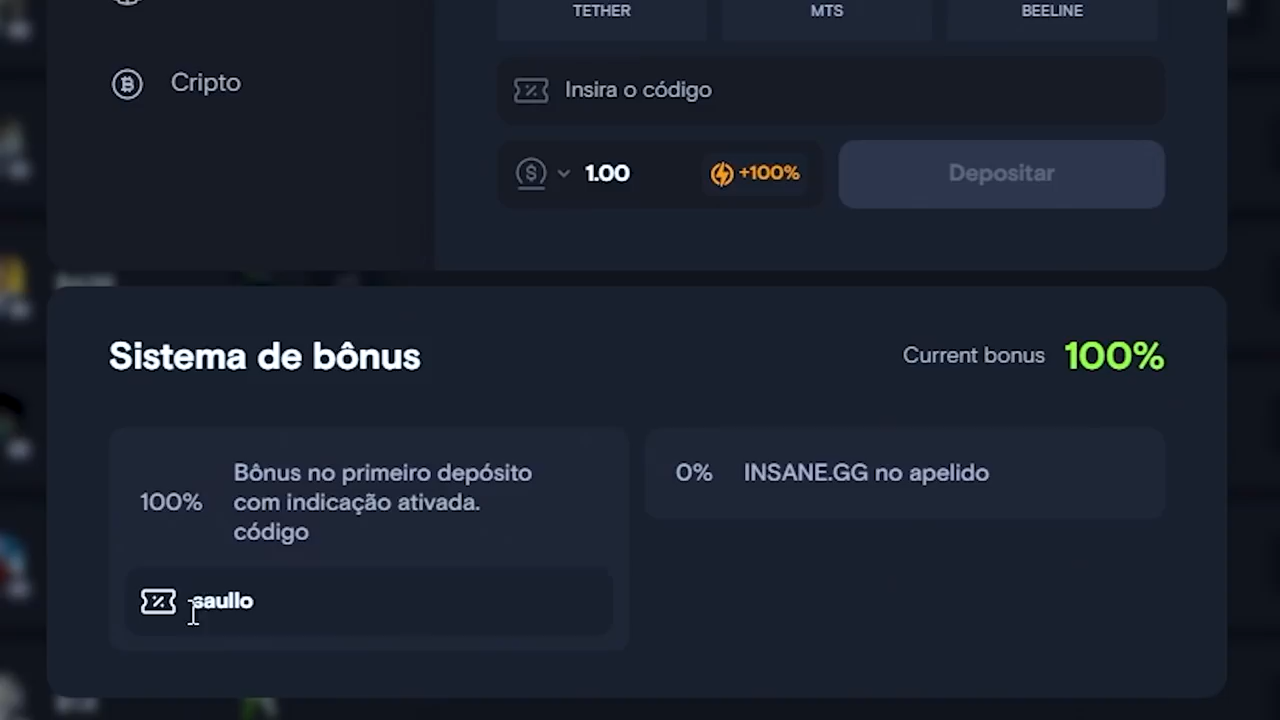 TETHER
MTS
BEELINE
Cripto
Insira o código
1.00
+100%
Depositar
Sistema de bônus
Current bonus 100%
100%
Bônus no primeiro depósito
com indicação ativada.
código
0% INSANE.GG no apelido
saullo